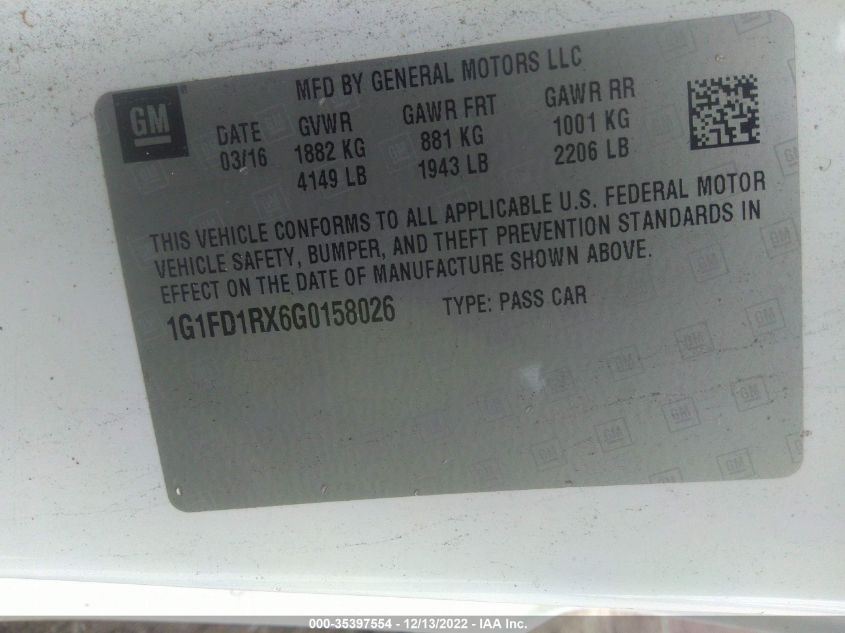 MFD BY GENERAL MOTORS LLC
GM
DATE GVWR GAWR FRT GAWR RR
03/16 1882 KG 881 KG 1001 KG
4149 LB 1943 LB 2206 LB
THIS VEHICLE CONFORMS TO ALL APPLICABLE U.S. FEDERAL MOTOR
VEHICLE SAFETY, BUMPER, AND THEFT PREVENTION STANDARDS IN
EFFECT ON THE DATE OF MANUFACTURE SHOWN ABOVE.
1G1FD1RX6G0158026 TYPE: PASS CAR
000-35397554 - 12/13/2022 - IAA Inc.